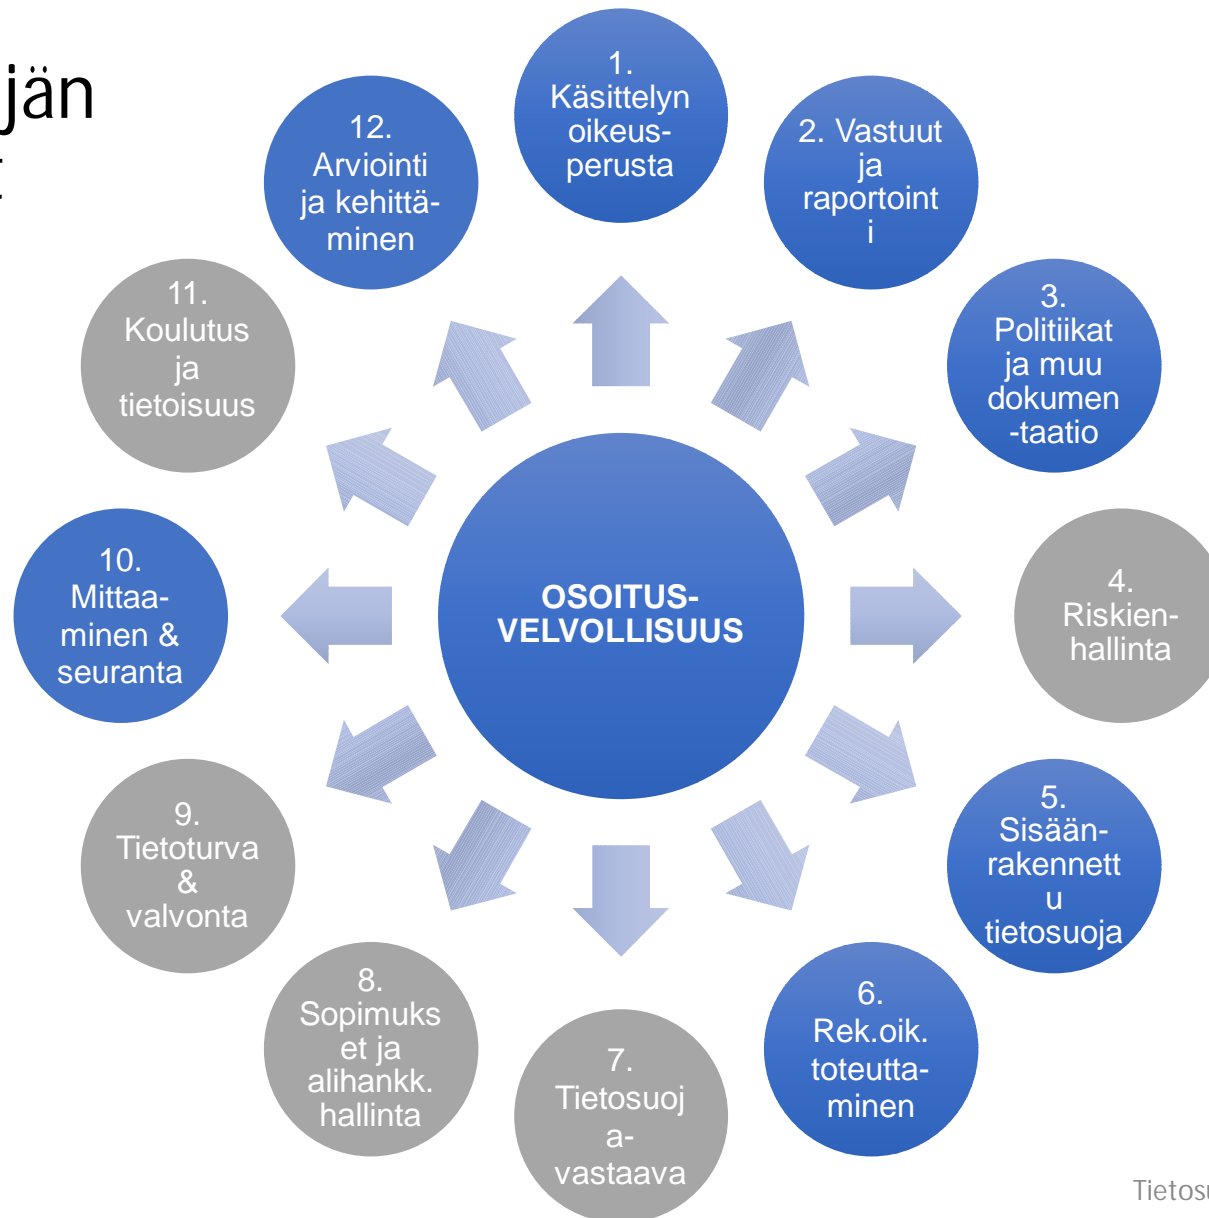 jän
1.
Käsittelyn
oikeus-
perusta
2. Vastuut
ja
raportoint
i
3.
Politiikat
ja muu
dokumen
-taatio
4.
Riskien-
hallinta
5.
Sisään-
rakennett
u
tietosuoja
6.
Rek.oik.
toteutta-
minen
7.
Tietosuoj
a-
vastaava
8.
Sopimuks
et ja
alihankk.
hallinta
9.
Tietoturva
&
valvonta
10.
Mittaa-
minen &
seuranta
11.
Koulutus
ja
tietoisuus
12.
Arviointi
ja kehittä-
minen
OSOITUS-
VELVOLLISUUS
Tietosu